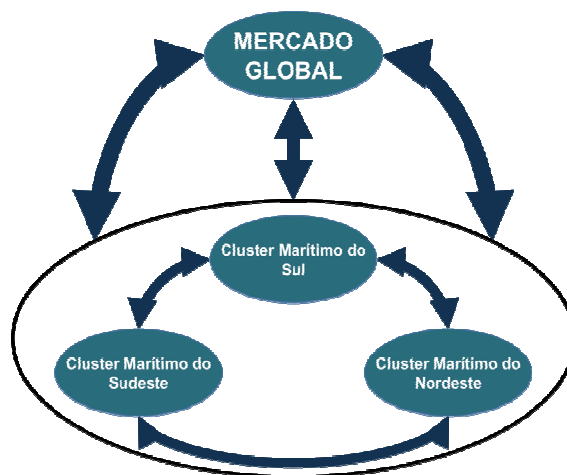 MERCADO
GLOBAL
Cluster Marítimo do
Sul
Cluster Marítimo do
Sudeste
Cluster Marítimo do
Nordeste